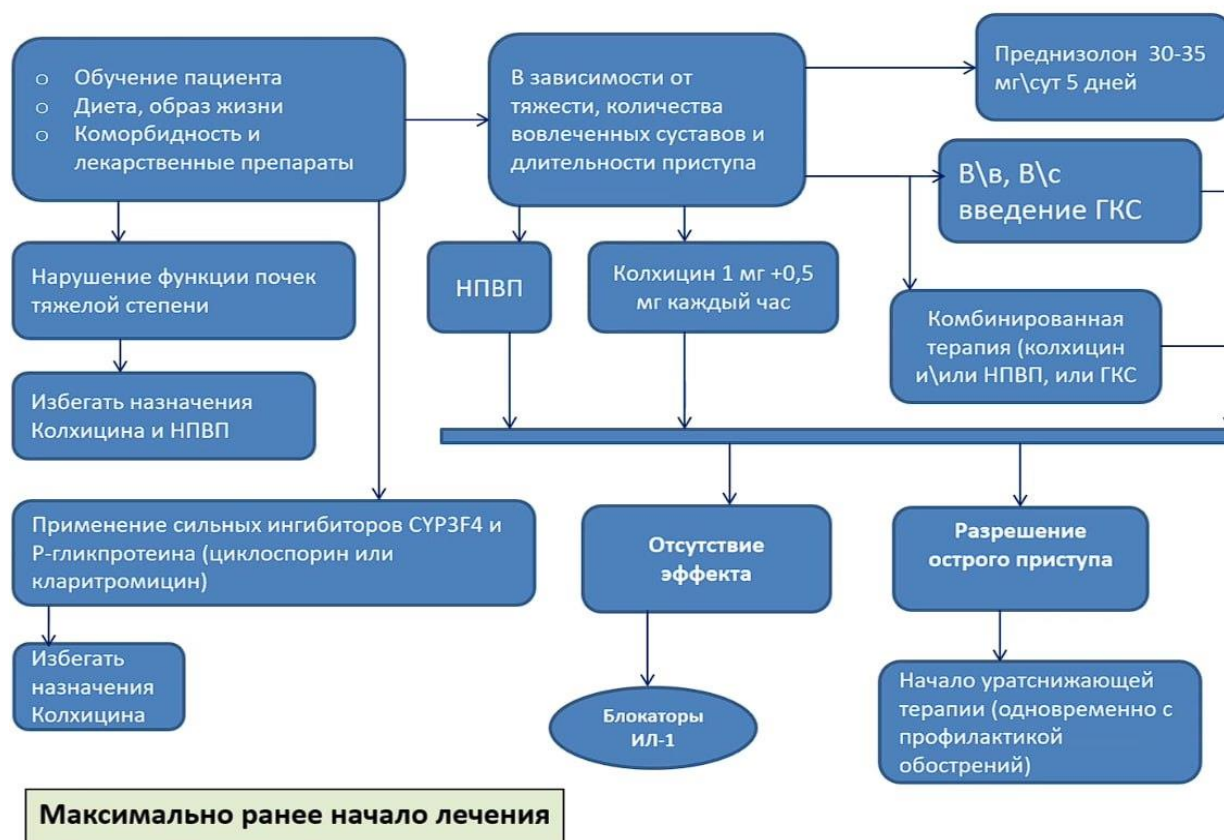 o Обучение пациента
o Диета, образ жизни
o Коморбидность и
лекарственные препараты
В зависимости от
тяжести, количества
вовлеченных суставов и
длительности приступа
Преднизолон 30-35
мг\сут 5 дней
В\в, В\с
введение ГКС
Нарушение функции почек
тяжелой степени
НПВП
Колхицин 1 мг +0,5
мг каждый час
Комбинированная
терапия (колхицин
и\или НПВП, или ГКС
Избегать назначения
Колхицина и НПВП
Применение сильных ингибиторов CYP3F4 и
Р-гликпротеина (циклоспорин или
кларитромицин)
Отсутствие
эффекта
Разрешение
острого приступа
Избегать
назначения
Колхицина
Блокаторы
ИЛ-1
Начало уратснижающей
терапии (одновременно с
профилактикой
обострений)
Максимально ранее начало лечения